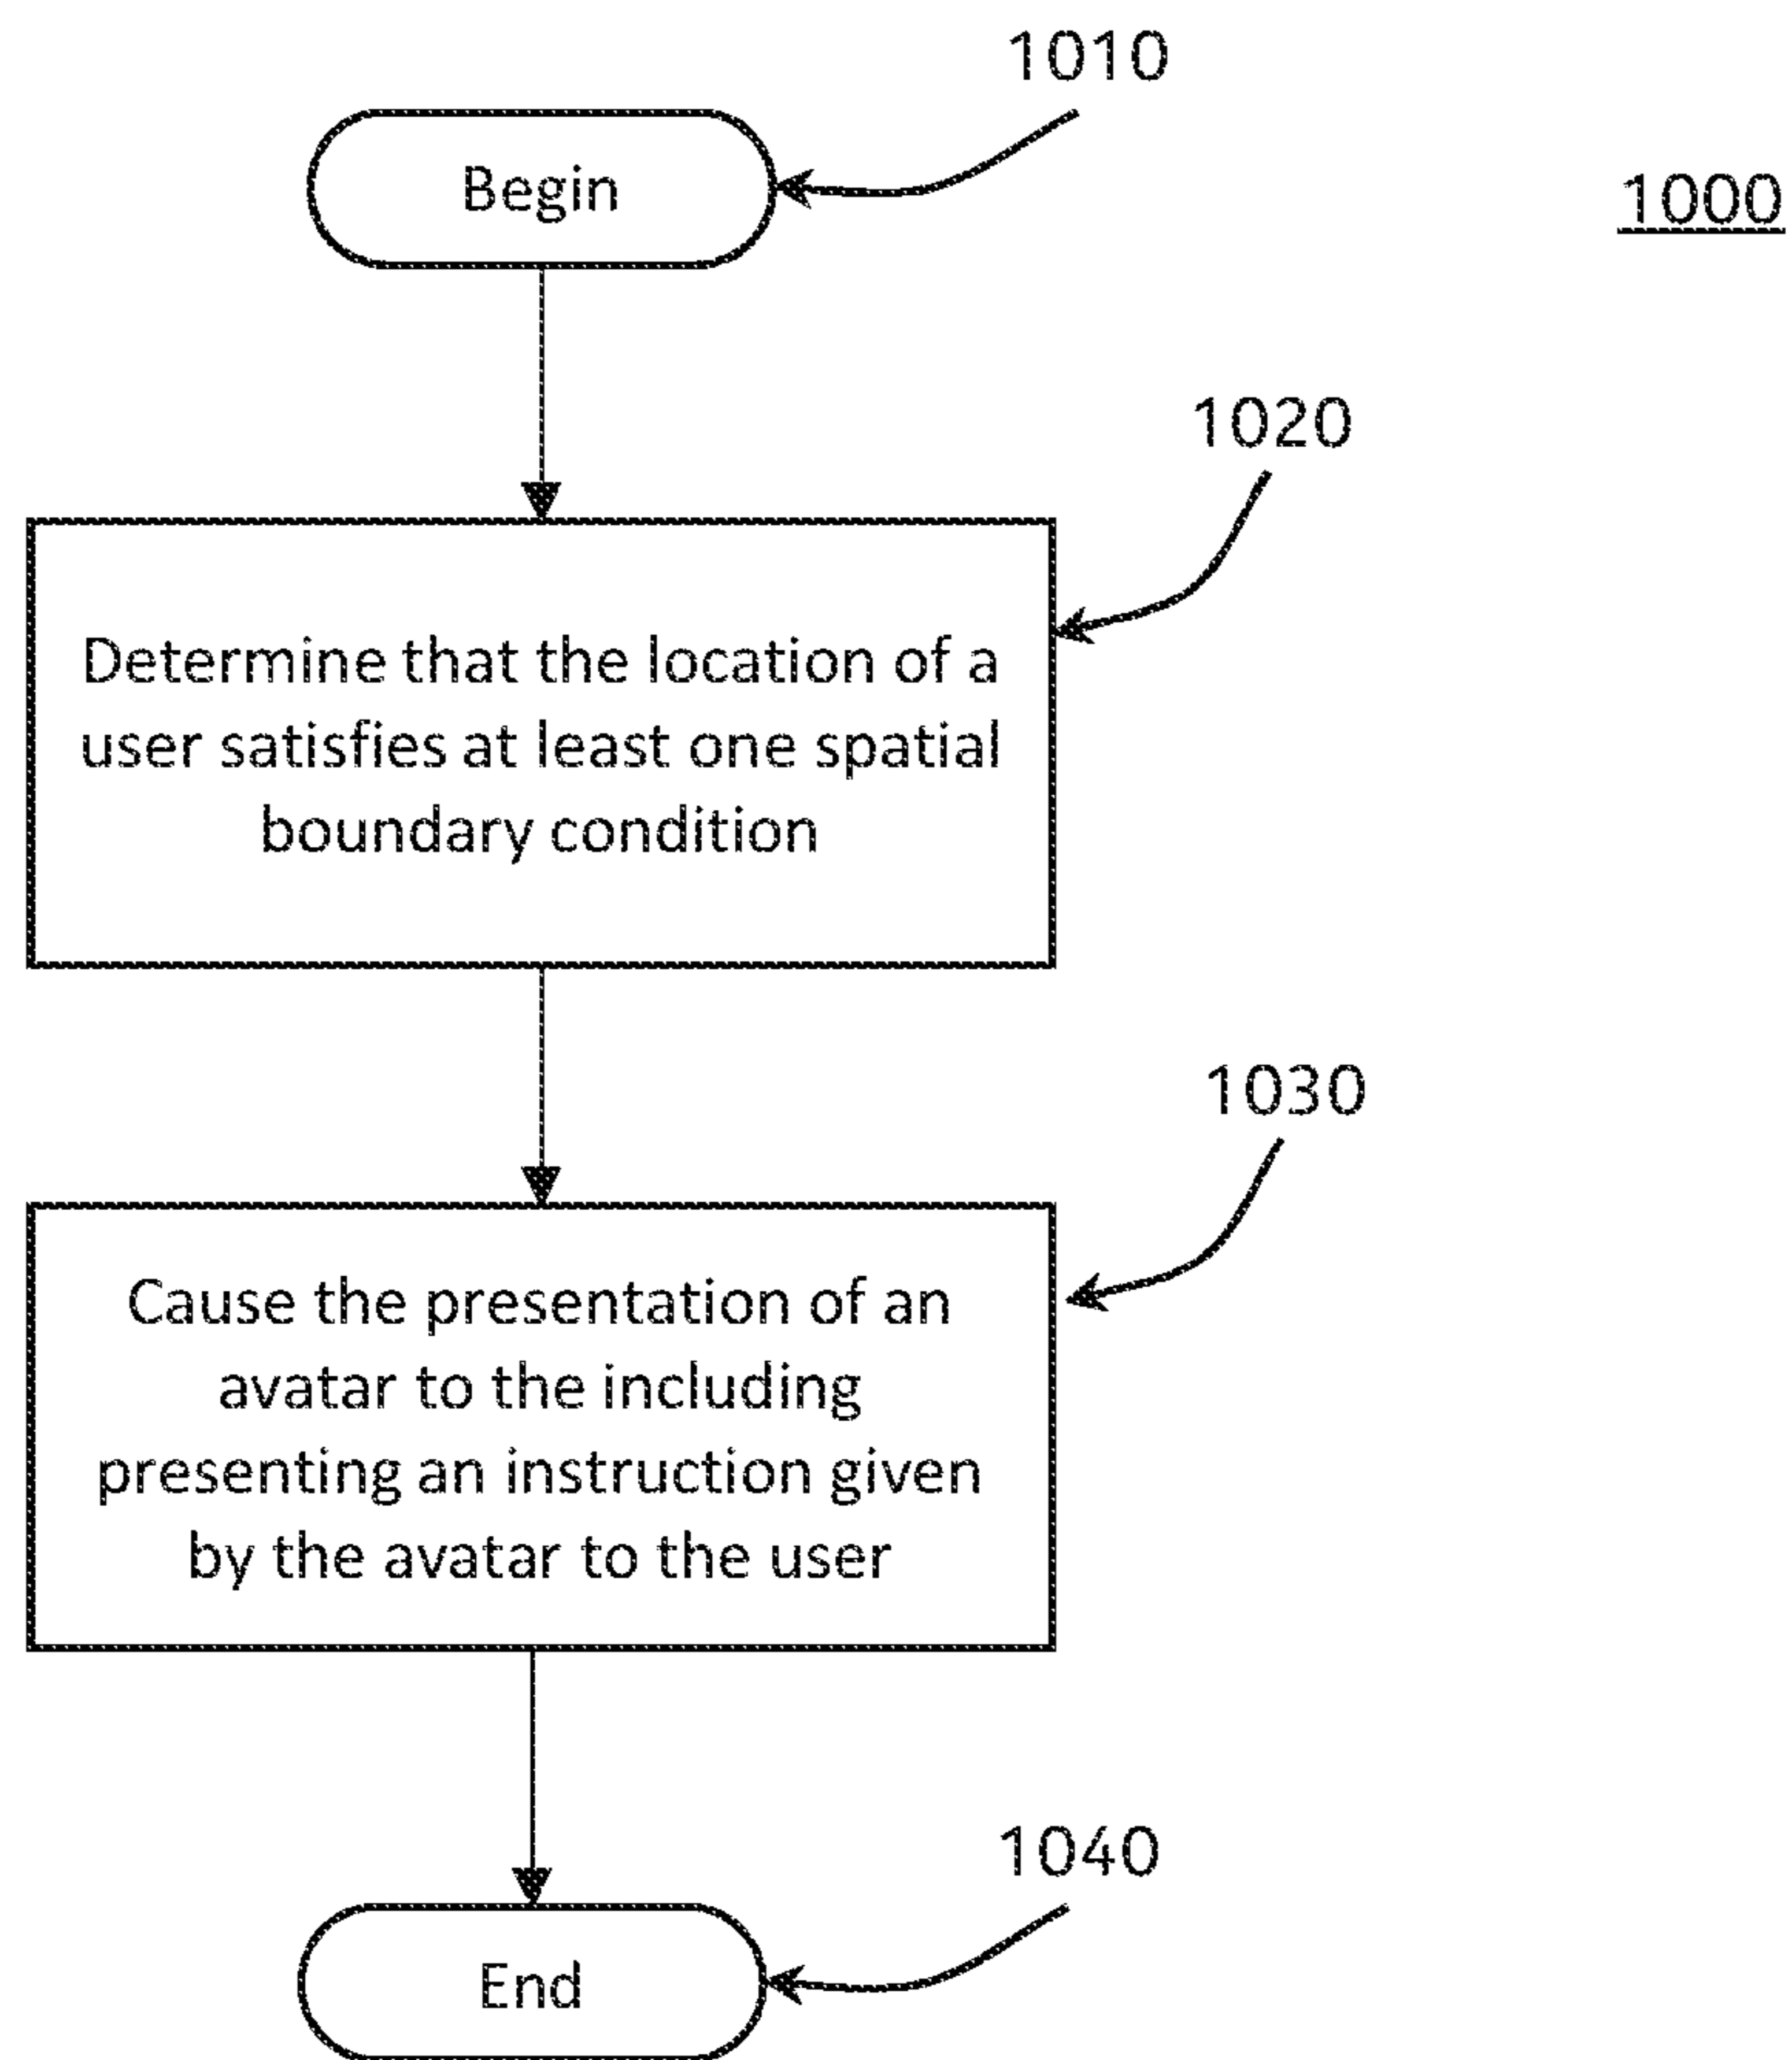 1010
Begin
1000
1020
Determine that the location of a
user satisfies at least one spatial
boundary condition
1030
Cause the presentation of an
avatar to the including
presenting an instruction given
by the avatar to the user
1040
End